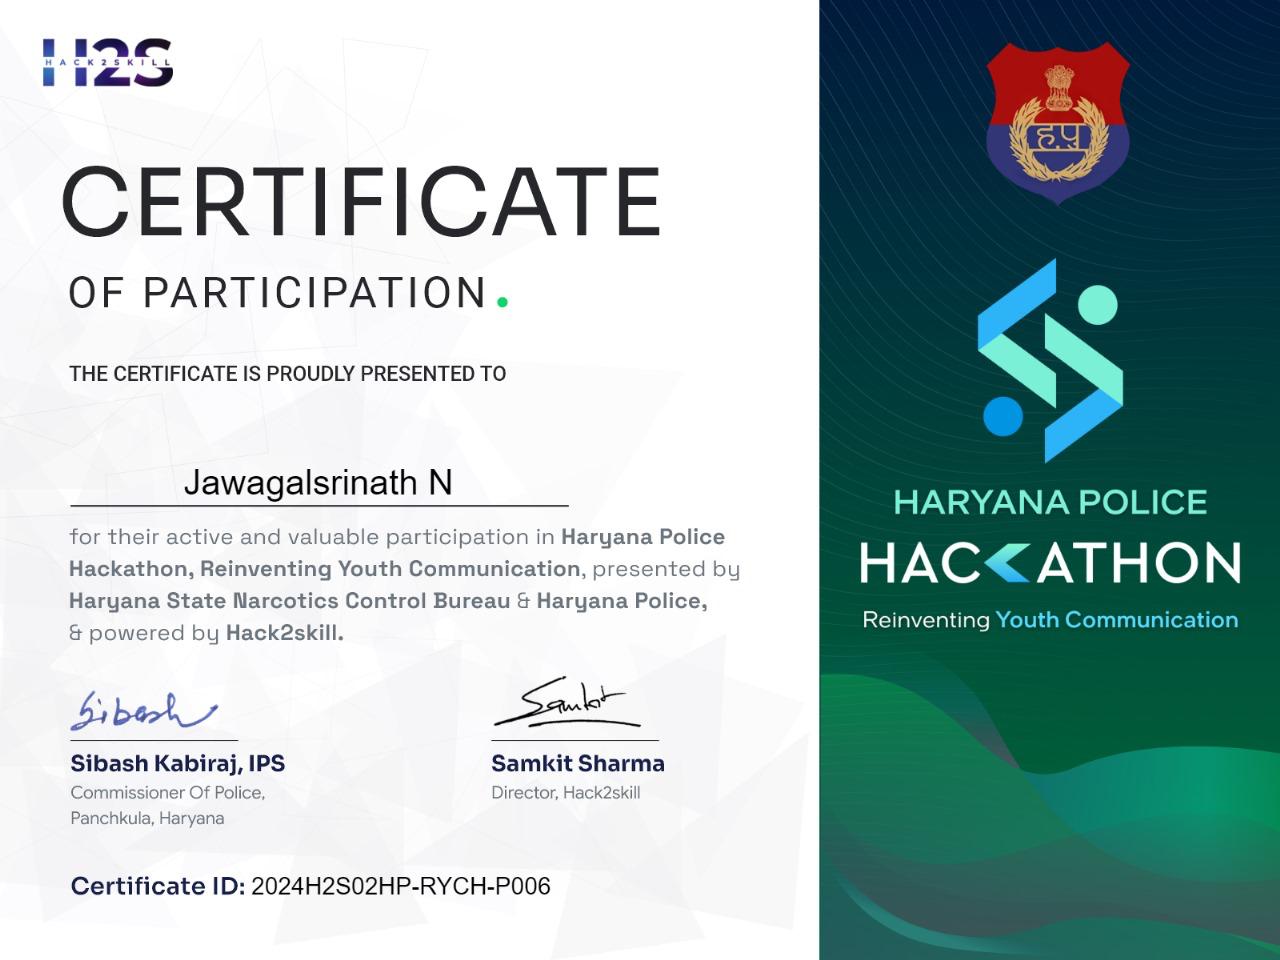 H2S
HACK2SKILL
CERTIFICATE
OF PARTICIPATION.
THE CERTIFICATE IS PROUDLY PRESENTED TO
Jawagalsrinath N
for their active and valuable participation in Haryana Police
Hackathon, Reinventing Youth Communication, presented by
Haryana State Narcotics Control Bureau & Haryana Police,
& powered by Hack2skill.
Sibash
Sibash Kabiraj, IPS
Commissioner Of Police,
Panchkula, Haryana
Samkit
Samkit Sharma
Director, Hack2skill
Certificate ID: 2024H2S02HP-RYCH-P006
ह.पु
HARYANA POLICE
HACKATHON
Reinventing Youth Communication